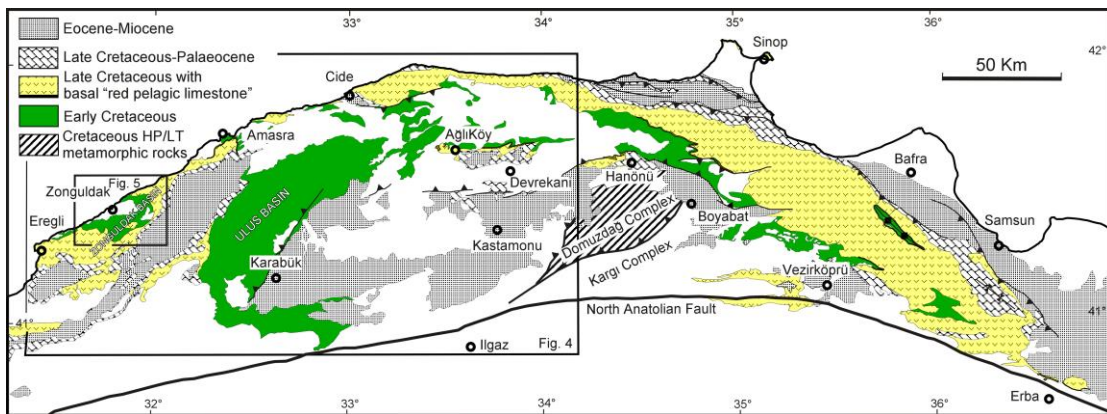 33°
34°
35°
36°
42°
Eocene-Miocene
Late Cretaceous-Palaeocene
Late Cretaceous with
basal "red pelagic limestone"
Early Cretaceous
Cretaceous HP/LT
metamorphic rocks
Sinop
50 Km
Cide
Amasra
AğlıKöy
Bafra
Fig. 5
Devrekani
Hanönü
Zonguldak
ZONGULDAK BASIN
Boyabat
Samsun
Eregli
ULUS BASIN
Domuzdag Complex
Kastamonu
Kargı Complex
Karabük
Vezirköprü
41°
North Anatolian Fault
41°
Ilgaz
Fig. 4
Erba
32°
33°
34°
35°
36°